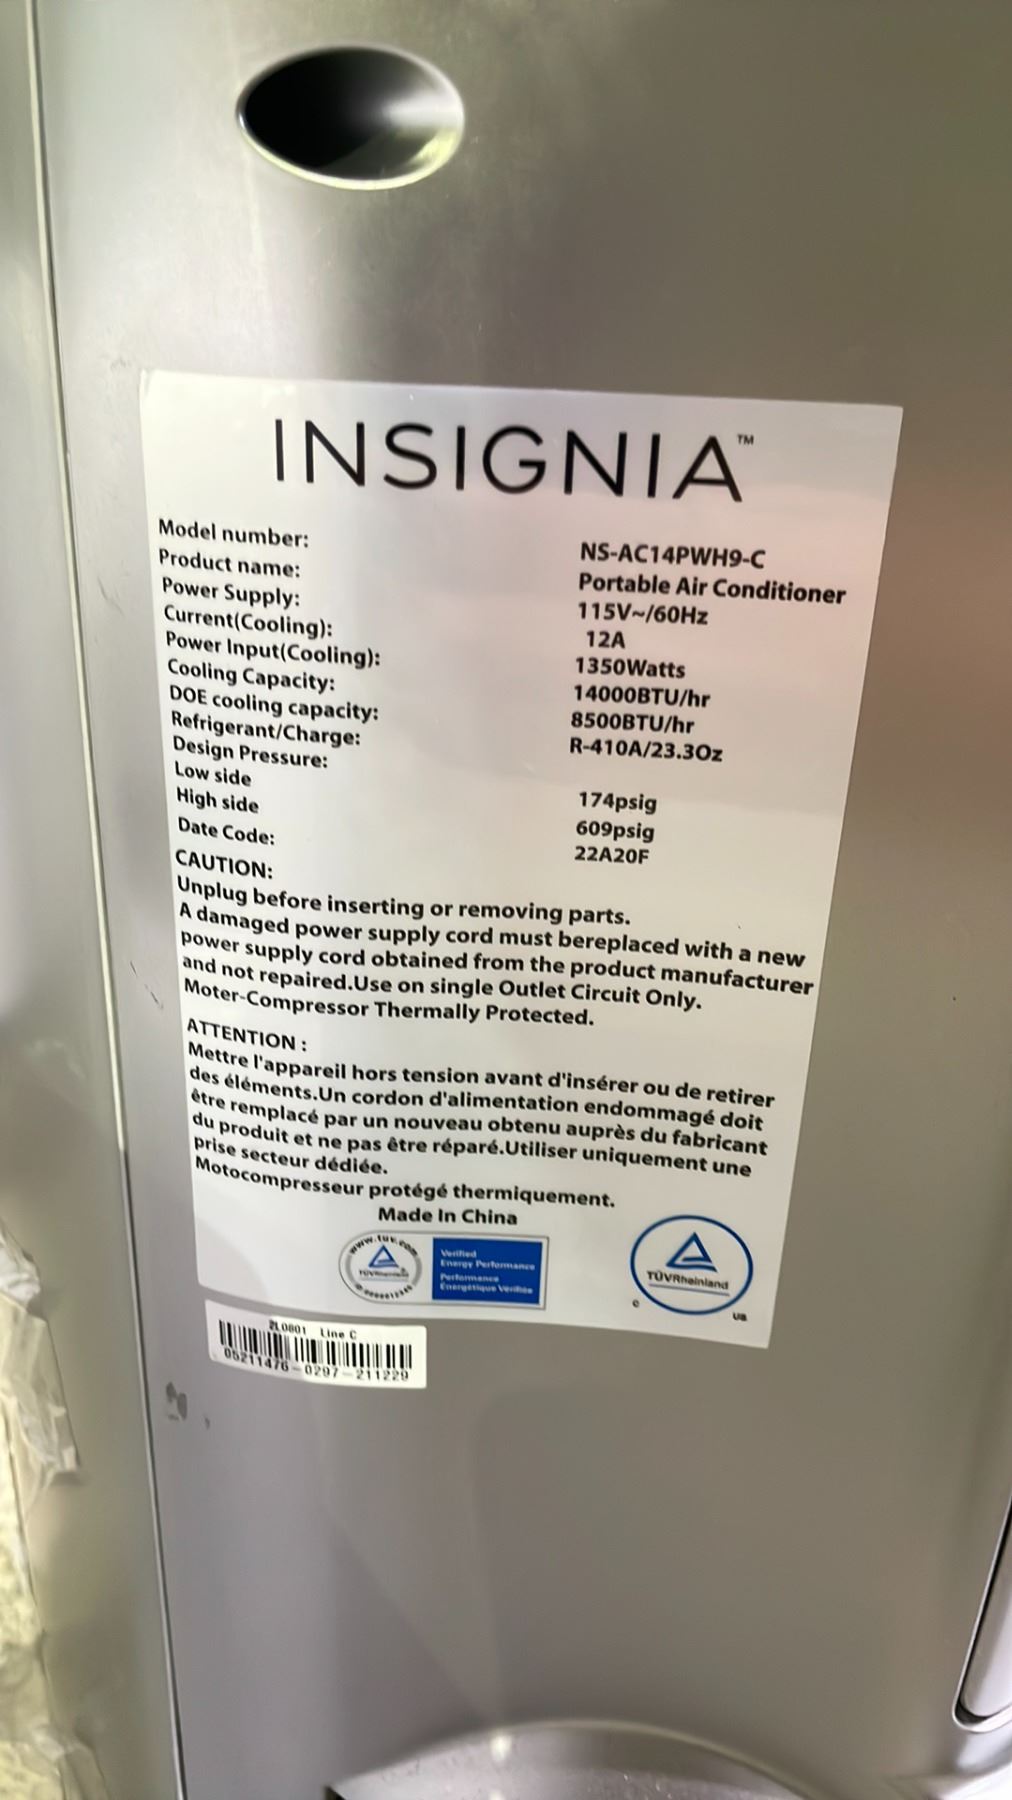 INSIGNIA™
Model number: NS-AC14PWH9-C
Product name: Portable Air Conditioner
Power Supply: 115V~/60Hz
Current(Cooling): 12A
Power Input(Cooling): 1350Watts
Cooling Capacity: 14000BTU/hr
DOE cooling capacity: 8500BTU/hr
Refrigerant/Charge: R-410A/23.3Oz
Design Pressure:
Low side 174psig
High side 609psig
Date Code: 22A20F
CAUTION:
Unplug before inserting or removing parts.
A damaged power supply cord must bereplaced with a new
power supply cord obtained from the product manufacturer
and not repaired.Use on single Outlet Circuit Only.
Moter-Compressor Thermally Protected.
ATTENTION :
Mettre l'appareil hors tension avant d'insérer ou de retirer
des éléments.Un cordon d'alimentation endommagé doit
être remplacé par un nouveau obtenu auprès du fabricant
du produit et ne pas être réparé.Utiliser uniquement une
prise secteur dédiée.
Motocompresseur protégé thermiquement.
Made In China
www.tuv.com
TÜVRheinland
Verified
Energy Performance
Performance
Énergétique Vérifiée
TÜVRheinland
C US
2L0801 Line C
05211476-0297-211229